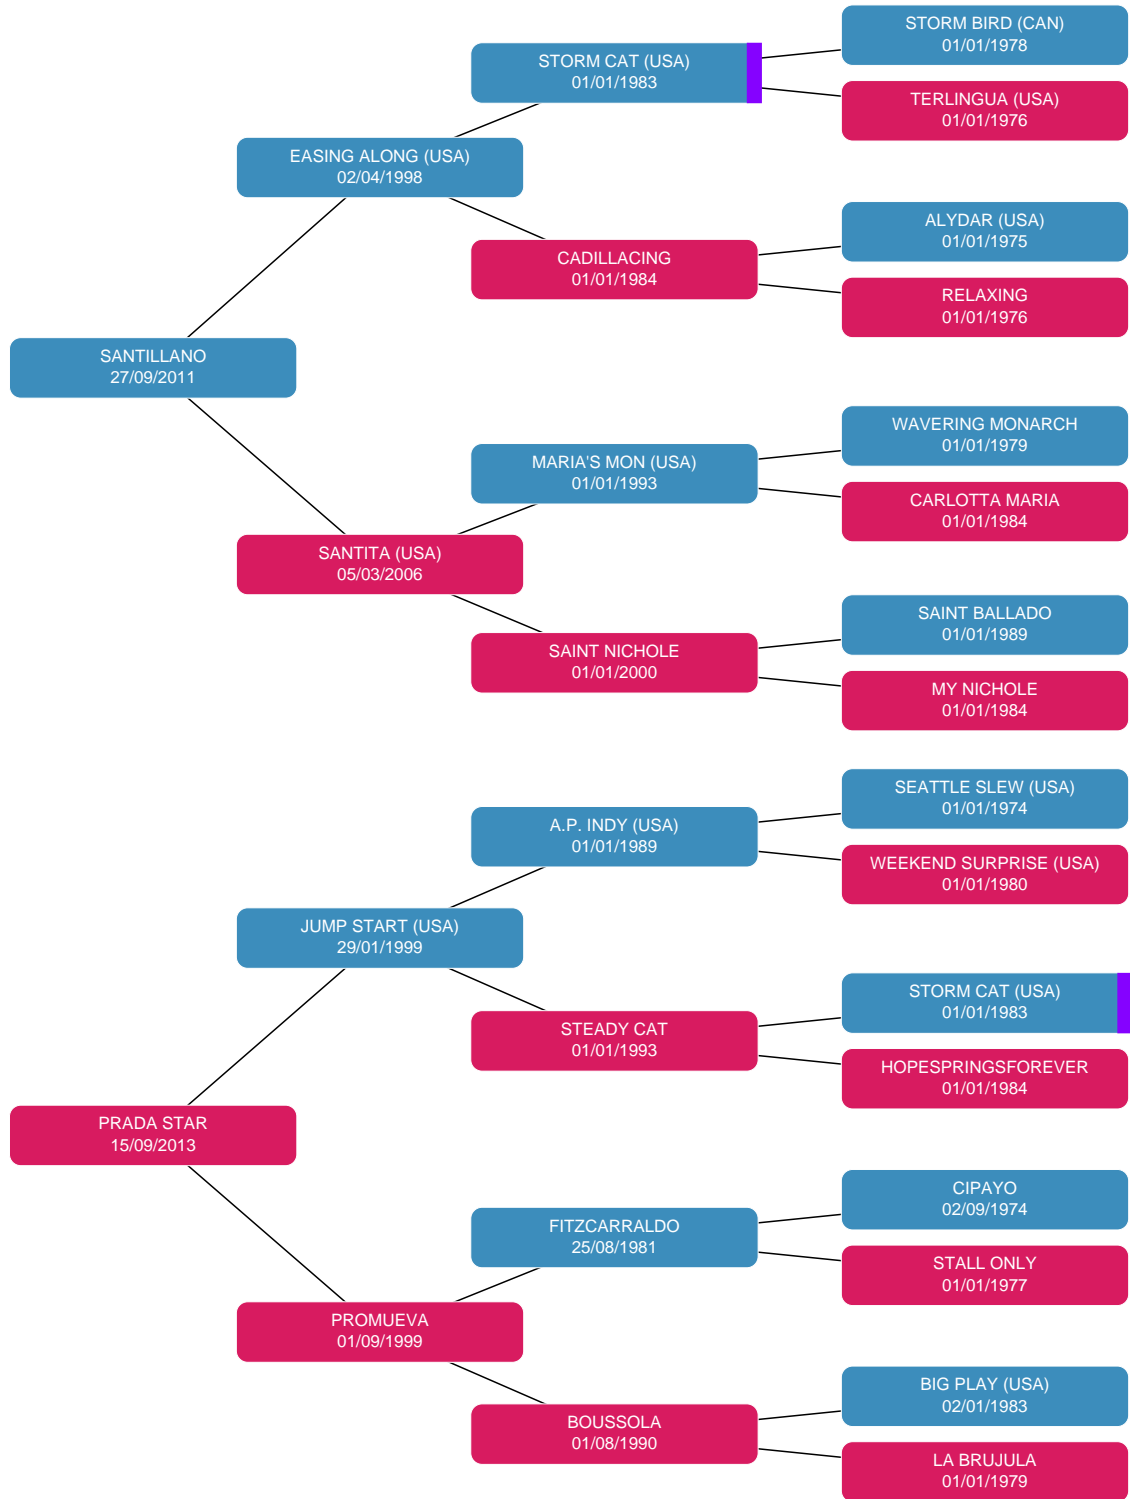 STORM BIRD (CAN)
01/01/1978
STORM CAT (USA)
01/01/1983
TERLINGUA (USA)
01/01/1976
EASING ALONG (USA)
02/04/1998
ALYDAR (USA)
01/01/1975
CADILLACING
01/01/1984
RELAXING
01/01/1976
SANTILLANO
27/09/2011
WAVERING MONARCH
01/01/1979
MARIA'S MON (USA)
01/01/1993
CARLOTTA MARIA
01/01/1984
SANTITA (USA)
05/03/2006
SAINT BALLADO
01/01/1989
SAINT NICHOLE
01/01/2000
MY NICHOLE
01/01/1984
SEATTLE SLEW (USA)
01/01/1974
A.P. INDY (USA)
01/01/1989
WEEKEND SURPRISE (USA)
01/01/1980
JUMP START (USA)
29/01/1999
STORM CAT (USA)
01/01/1983
STEADY CAT
01/01/1993
HOPESPRINGSFOREVER
01/01/1984
PRADA STAR
15/09/2013
CIPAYO
02/09/1974
FITZCARRALDO
25/08/1981
STALL ONLY
01/01/1977
PROMUEVA
01/09/1999
BIG PLAY (USA)
02/01/1983
BOUSSOLA
01/08/1990
LA BRUJULA
01/01/1979